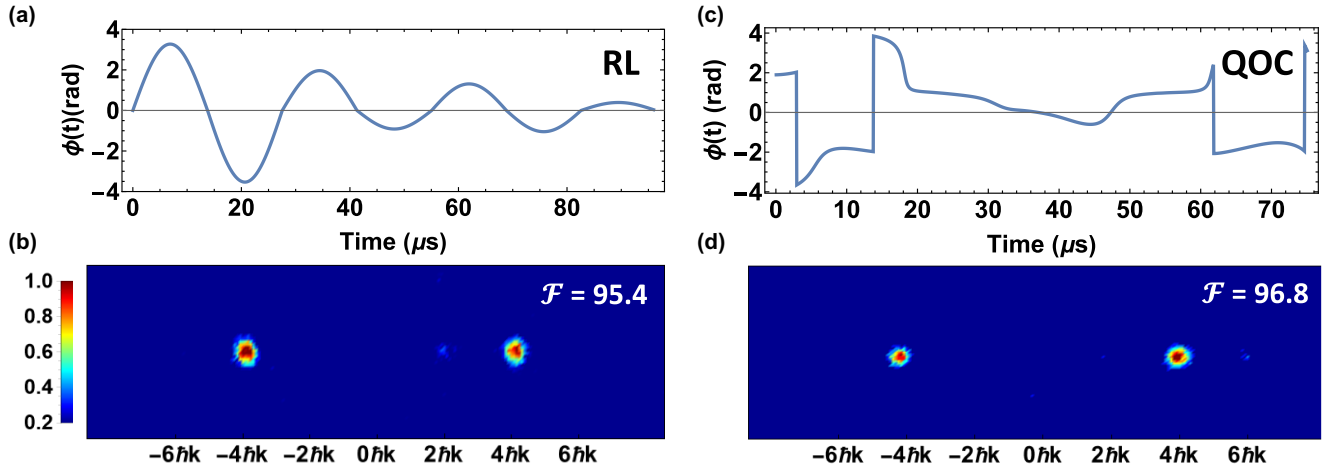 (a)
RL
ϕ(t)(rad)
4
2
0
−2
−4
0 20 40 60 80
Time (μs)
(c)
QOC
ϕ(t) (rad)
4
2
0
−2
−4
0 10 20 30 40 50 60 70
Time (μs)
(b)
1.0
0.8
0.6
0.4
0.2
ℱ = 95.4
−6ℏk −4ℏk −2ℏk 0ℏk 2ℏk 4ℏk 6ℏk
(d)
ℱ = 96.8
−6ℏk −4ℏk −2ℏk 0ℏk 2ℏk 4ℏk 6ℏk